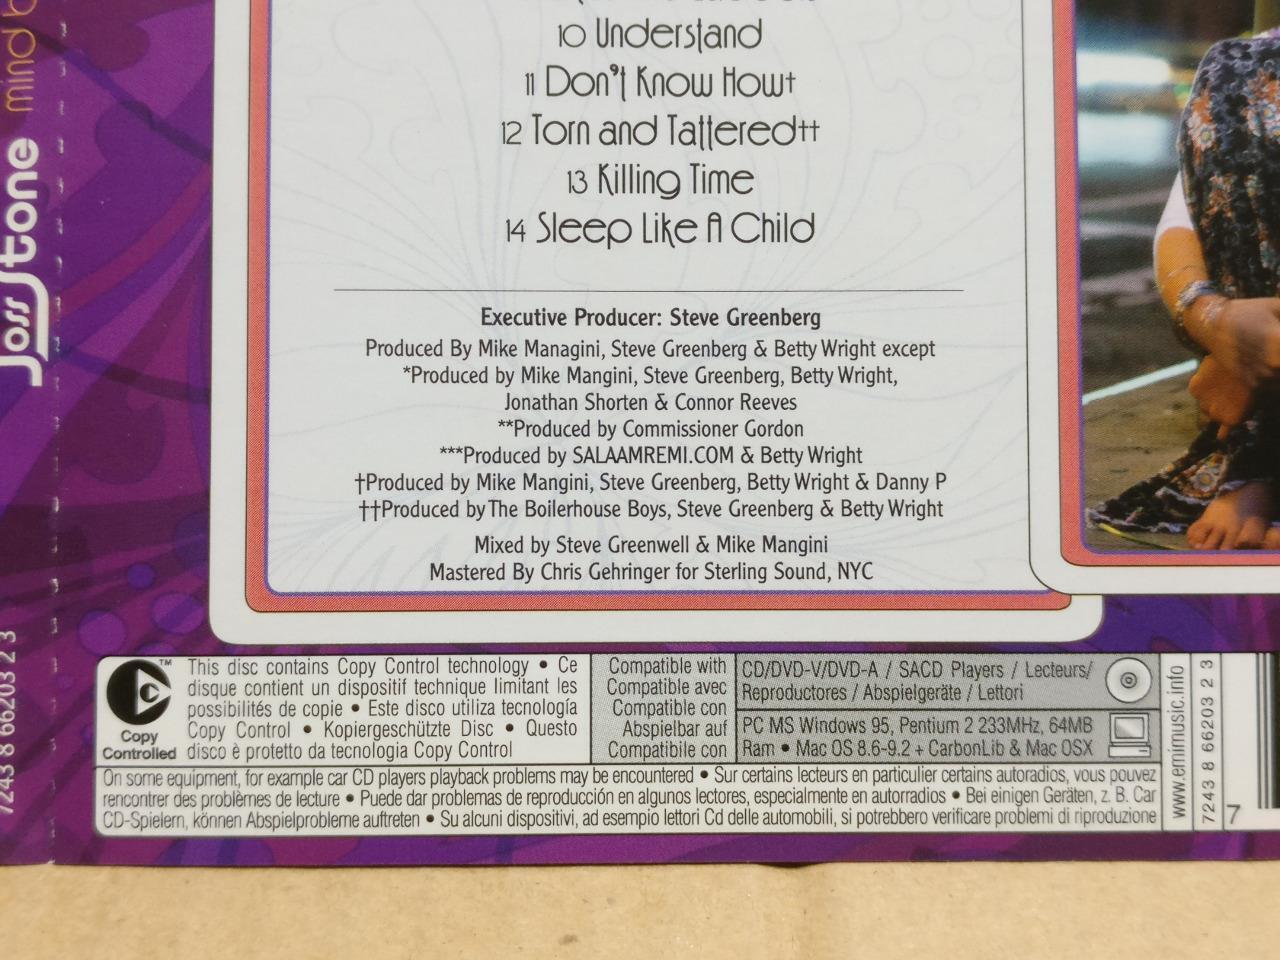 10 Understand
11 Don't Know How†
12 Torn and Tattered††
13 Killing Time
14 Sleep Like A Child
Executive Producer: Steve Greenberg
Produced By Mike Managini, Steve Greenberg & Betty Wright except
*Produced by Mike Mangini, Steve Greenberg, Betty Wright,
Jonathan Shorten & Connor Reeves
**Produced by Commissioner Gordon
***Produced by SALAAMREMI.COM & Betty Wright
†Produced by Mike Mangini, Steve Greenberg, Betty Wright & Danny P
††Produced by The Boilerhouse Boys, Steve Greenberg & Betty Wright
Mixed by Steve Greenwell & Mike Mangini
Mastered By Chris Gehringer for Sterling Sound, NYC
Joss Stone mind b
7243 8 66203 2 3
Copy
Controlled
TM
This disc contains Copy Control technology • Ce
disque contient un dispositif technique limitant les
possibilités de copie • Este disco utiliza tecnología
Copy Control • Kopiergeschützte Disc • Questo
disco è protetto da tecnologia Copy Control
Compatible with
Compatible avec
Compatible con
Abspielbar auf
Compatibile con
CD/DVD-V/DVD-A / SACD Players / Lecteurs/
Reproductores / Abspielgeräte / Lettori
PC MS Windows 95, Pentium 2 233MHz, 64MB
Ram • Mac OS 8.6-9.2 + CarbonLib & Mac OSX
On some equipment, for example car CD players playback problems may be encountered • Sur certains lecteurs en particulier certains autoradios, vous pouvez
rencontrer des problèmes de lecture • Puede dar problemas de reproducción en algunos lectores, especialmente en autorradios • Bei einigen Geräten, z. B. Car
CD-Spielern, können Abspielprobleme auftreten • Su alcuni dispositivi, ad esempio lettori Cd delle automobili, si potrebbero verificare problemi di riproduzione
www.emimusic.info
7243 8 66203 2 3
7